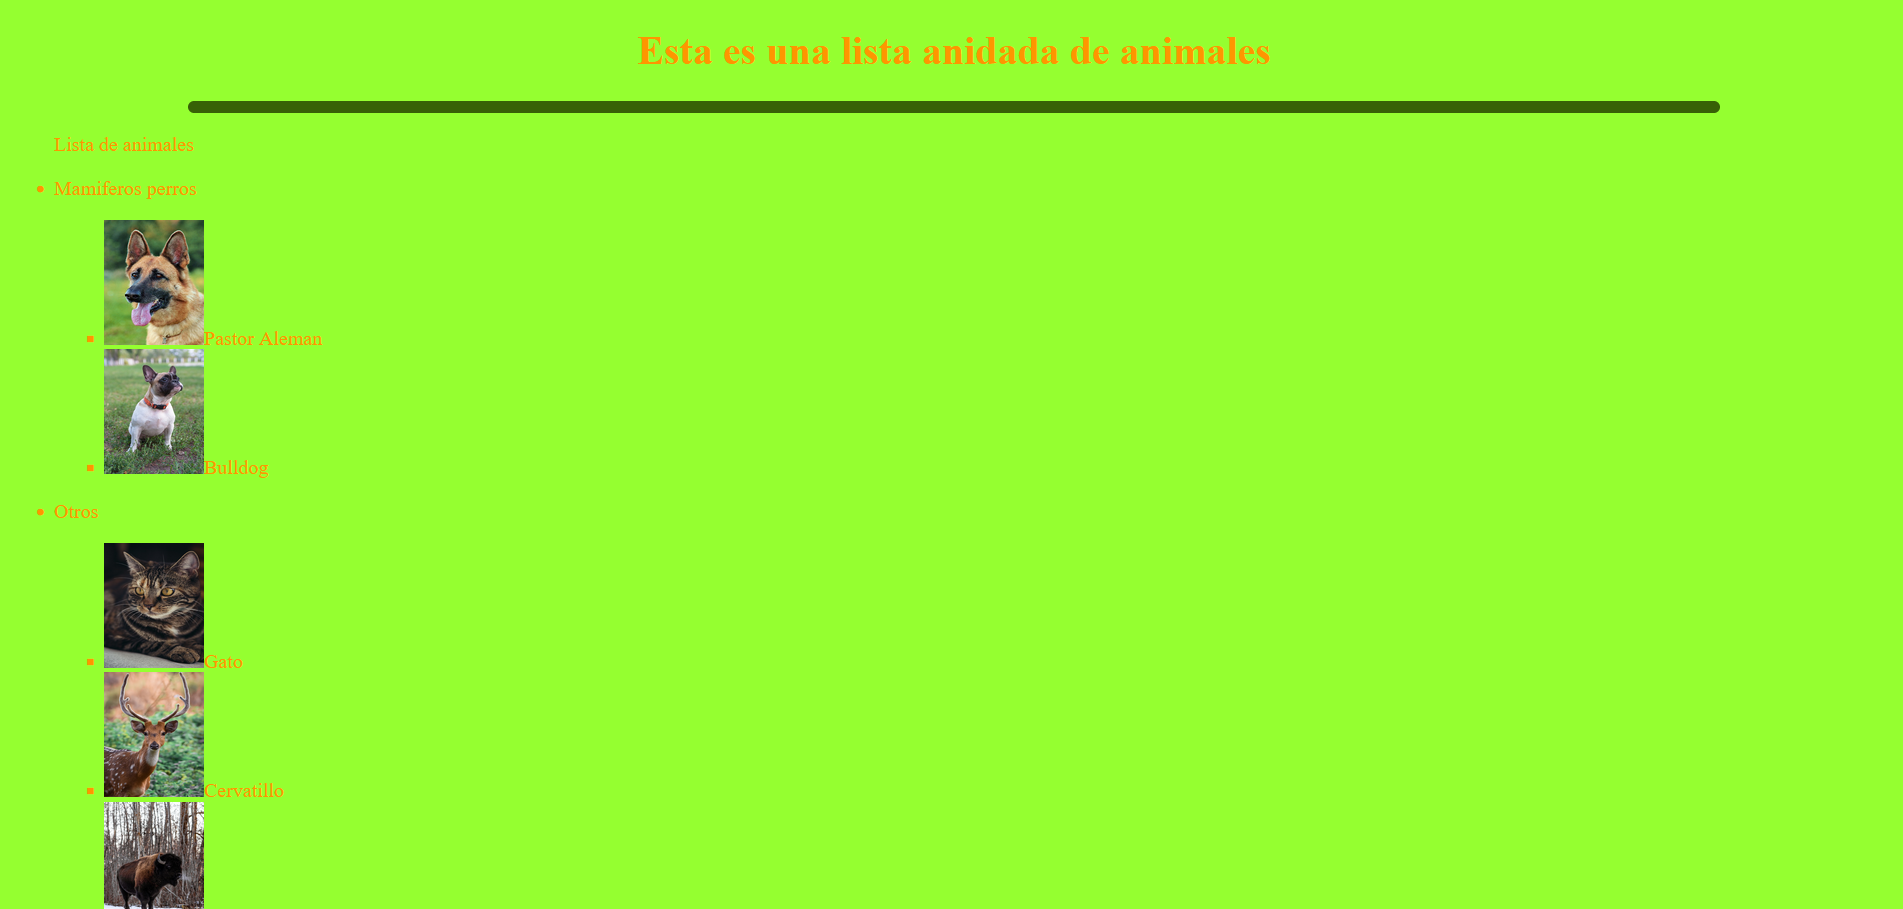 Esta es una lista anidada de animales
Lista de animales
Mamiferos perros
Pastor Aleman
Bulldog
Otros
Gato
Cervatillo